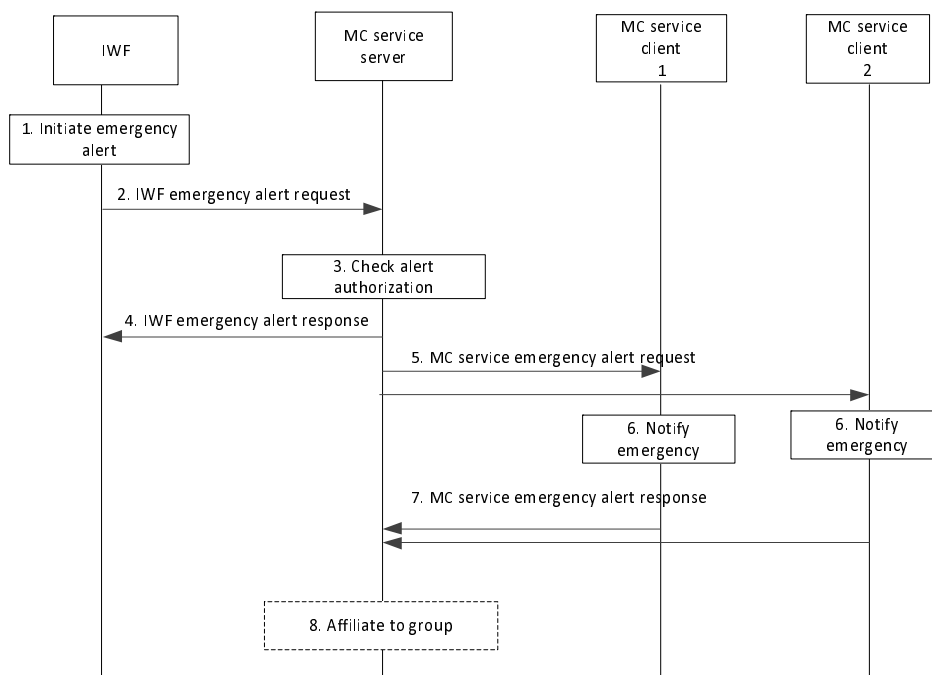 IWF
MC service
server
MC service
client
1
MC service
client
2
1. Initiate emergency
alert
2. IWF emergency alert request
3. Check alert
authorization
4. IWF emergency alert response
5. MC service emergency alert request
6. Notify
emergency
6. Notify
emergency
7. MC service emergency alert response
8. Affiliate to group